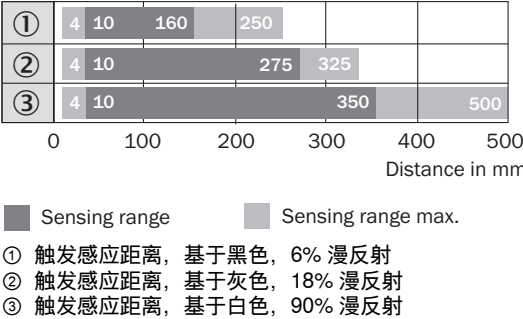 ① 4 10 160 250
② 4 10 275 325
③ 4 10 350 500
0 100 200 300 400 500
Distance in mm
Sensing range Sensing range max.
① 触发感应距离，基于黑色，6% 漫反射
② 触发感应距离，基于灰色，18% 漫反射
③ 触发感应距离，基于白色，90% 漫反射